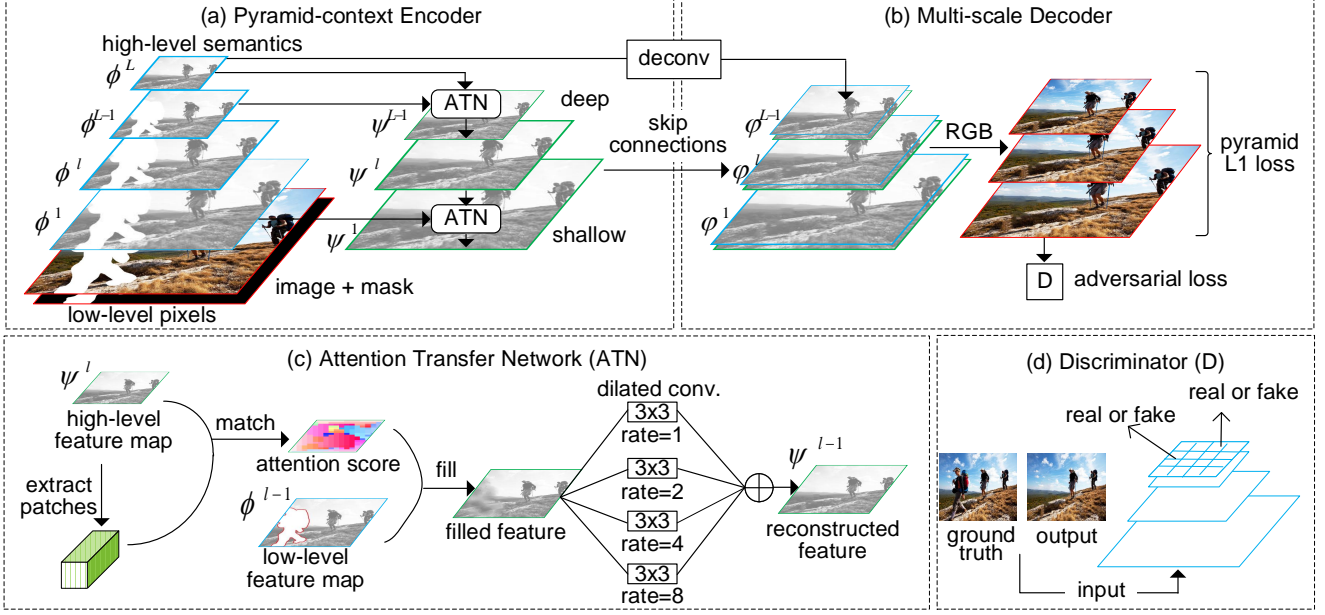 (a) Pyramid-context Encoder
high-level semantics
ϕ^L
ATN
deep
ϕ^{L-1}
ψ^{L-1}
ϕ^l
ψ^l
ϕ^1
ATN
ψ^1
shallow
image + mask
low-level pixels
deconv
skip
connections
(b) Multi-scale Decoder
φ^{L-1}
RGB
φ^l
φ^1
pyramid
L1 loss
D
adversarial loss
(c) Attention Transfer Network (ATN)
ψ^l
high-level
feature map
extract
patches
match
attention score
ϕ^{l-1}
low-level
feature map
fill
filled feature
dilated conv.
3x3
rate=1
3x3
rate=2
3x3
rate=4
3x3
rate=8
ψ^{l-1}
reconstructed
feature
(d) Discriminator (D)
real or fake
real or fake
ground
truth
output
input